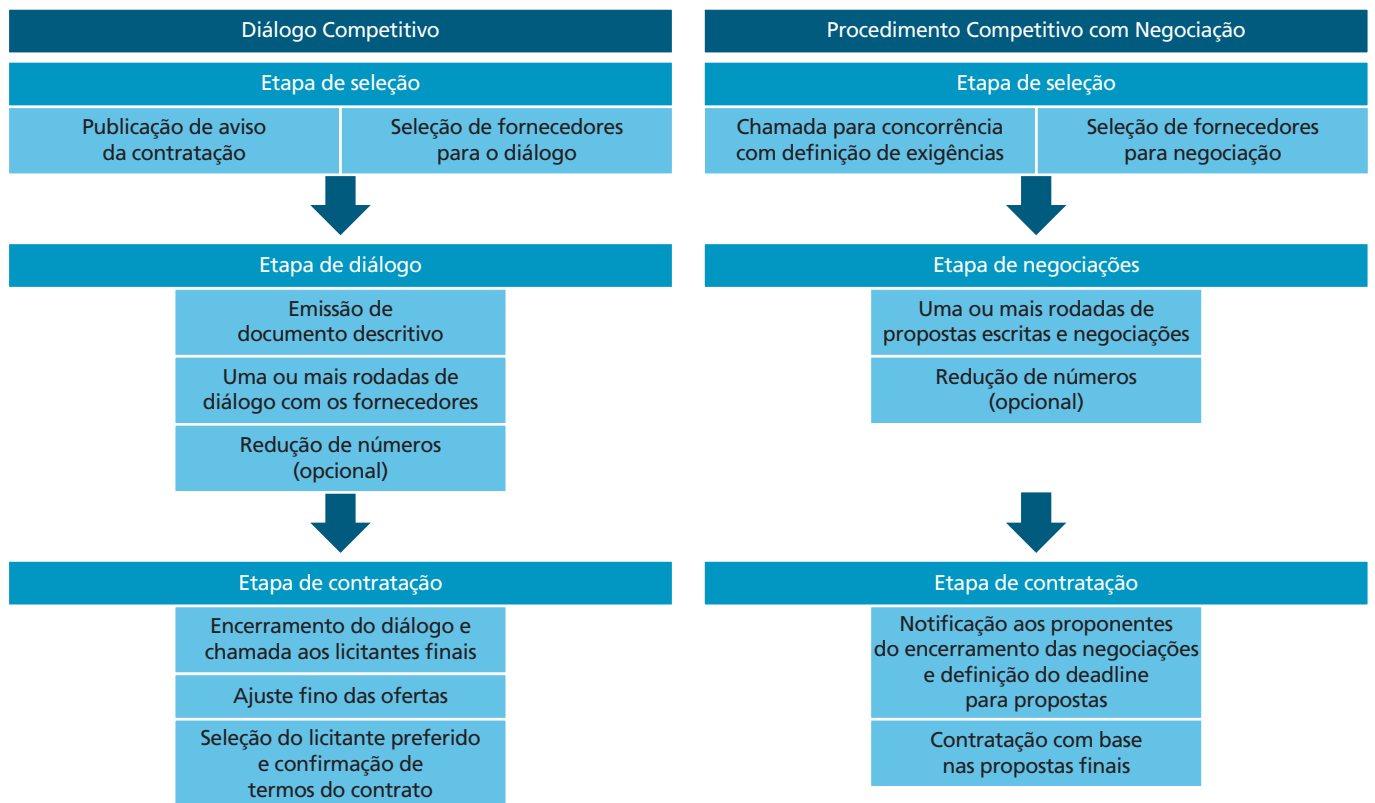 Diálogo Competitivo
Etapa de seleção
Publicação de aviso
da contratação
Seleção de fornecedores
para o diálogo
Etapa de diálogo
Emissão de
documento descritivo
Uma ou mais rodadas de
diálogo com os fornecedores
Redução de números
(opcional)
Etapa de contratação
Encerramento do diálogo e
chamada aos licitantes finais
Ajuste fino das ofertas
Seleção do licitante preferido
e confirmação de
termos do contrato
Procedimento Competitivo com Negociação
Etapa de seleção
Chamada para concorrência
com definição de exigências
Seleção de fornecedores
para negociação
Etapa de negociações
Uma ou mais rodadas de
propostas escritas e negociações
Redução de números
(opcional)
Etapa de contratação
Notificação aos proponentes
do encerramento das negociações
e definição do deadline
para propostas
Contratação com base
nas propostas finais